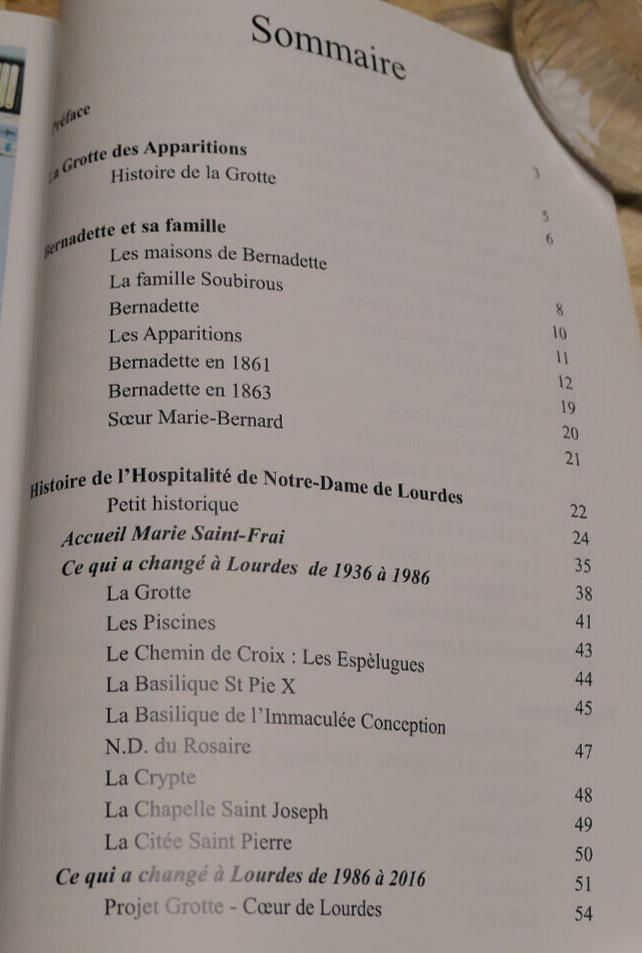 Sommaire
Préface 3
La Grotte des Apparitions 5
Histoire de la Grotte 6
Bernadette et sa famille
Les maisons de Bernadette 8
La famille Soubirous 10
Bernadette 11
Les Apparitions 12
Bernadette en 1861 19
Bernadette en 1863 20
Sœur Marie-Bernard 21
Histoire de l'Hospitalité de Notre-Dame de Lourdes
Petit historique 22
Accueil Marie Saint-Frai 24
Ce qui a changé à Lourdes de 1936 à 1986 35
La Grotte 38
Les Piscines 41
Le Chemin de Croix : Les Espèlugues 43
La Basilique St Pie X 44
La Basilique de l'Immaculée Conception 45
N.D. du Rosaire 47
La Crypte 48
La Chapelle Saint Joseph 49
La Citée Saint Pierre 50
Ce qui a changé à Lourdes de 1986 à 2016 51
Projet Grotte - Cœur de Lourdes 54